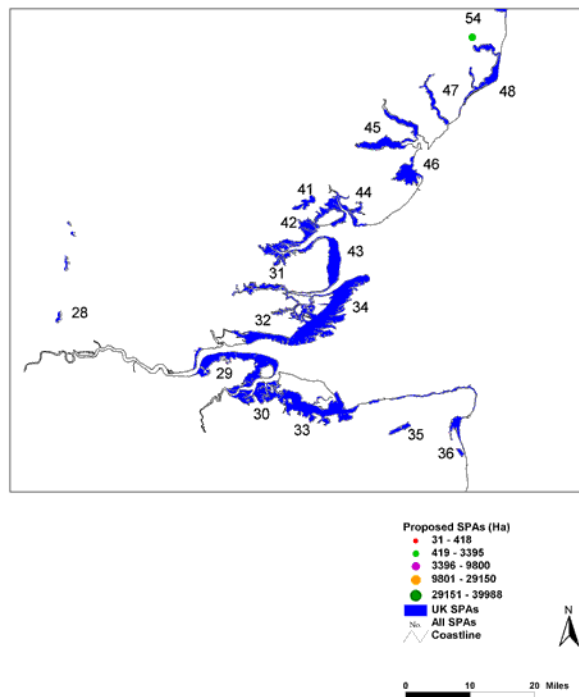 54
48
47
45
46
41
44
42
43
31
28
34
32
29
30
33
35
36
Proposed SPAs (Ha)
31 - 418
419 - 3395
3396 - 9800
9801 - 29150
29151 - 39988
UK SPAs
No. All SPAs
Coastline
N
0 10 20 Miles